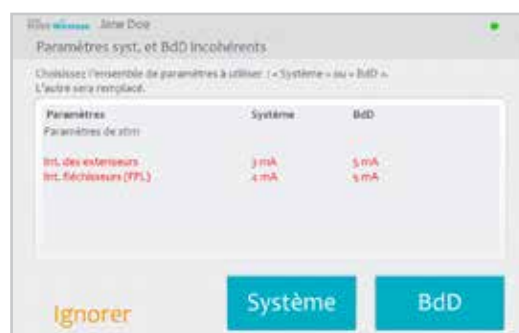 Wireless Jane Doe
Paramètres syst. et BdD incohérents
Choisissez l'ensemble de paramètres à utiliser : « Système » ou « BdD ».
L'autre sera remplacé.
Paramètres Système BdD
Paramètres de stim
Int. des extenseurs 3 mA 5 mA
Int. fléchisseurs (FPL) 4 mA 5 mA
Ignorer Système BdD